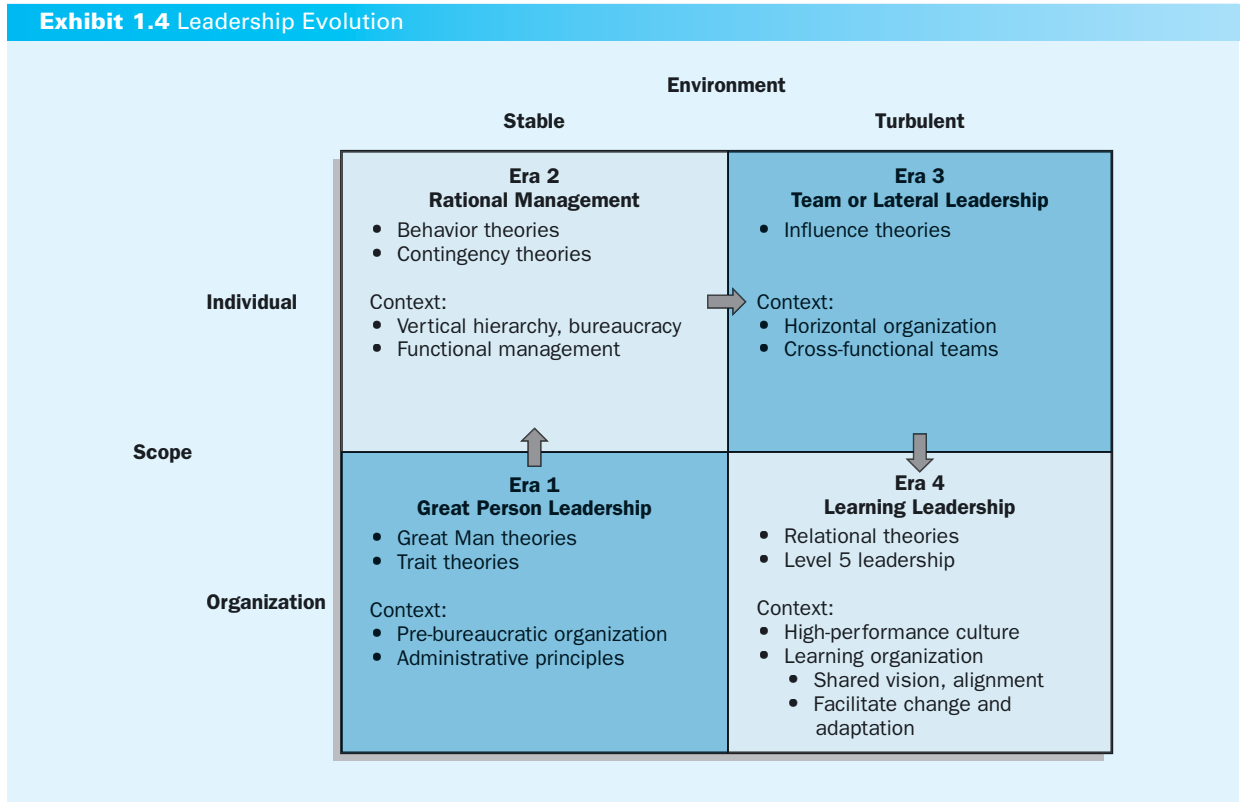 Exhibit 1.4 Leadership Evolution
Environment
Stable
Turbulent
Era 2
Rational Management
• Behavior theories
• Contingency theories
Context:
• Vertical hierarchy, bureaucracy
• Functional management
Era 3
Team or Lateral Leadership
• Influence theories
Context:
• Horizontal organization
• Cross-functional teams
Individual
Scope
Era 1
Great Person Leadership
• Great Man theories
• Trait theories
Context:
• Pre-bureaucratic organization
• Administrative principles
Era 4
Learning Leadership
• Relational theories
• Level 5 leadership
Context:
• High-performance culture
• Learning organization
• Shared vision, alignment
• Facilitate change and
adaptation
Organization